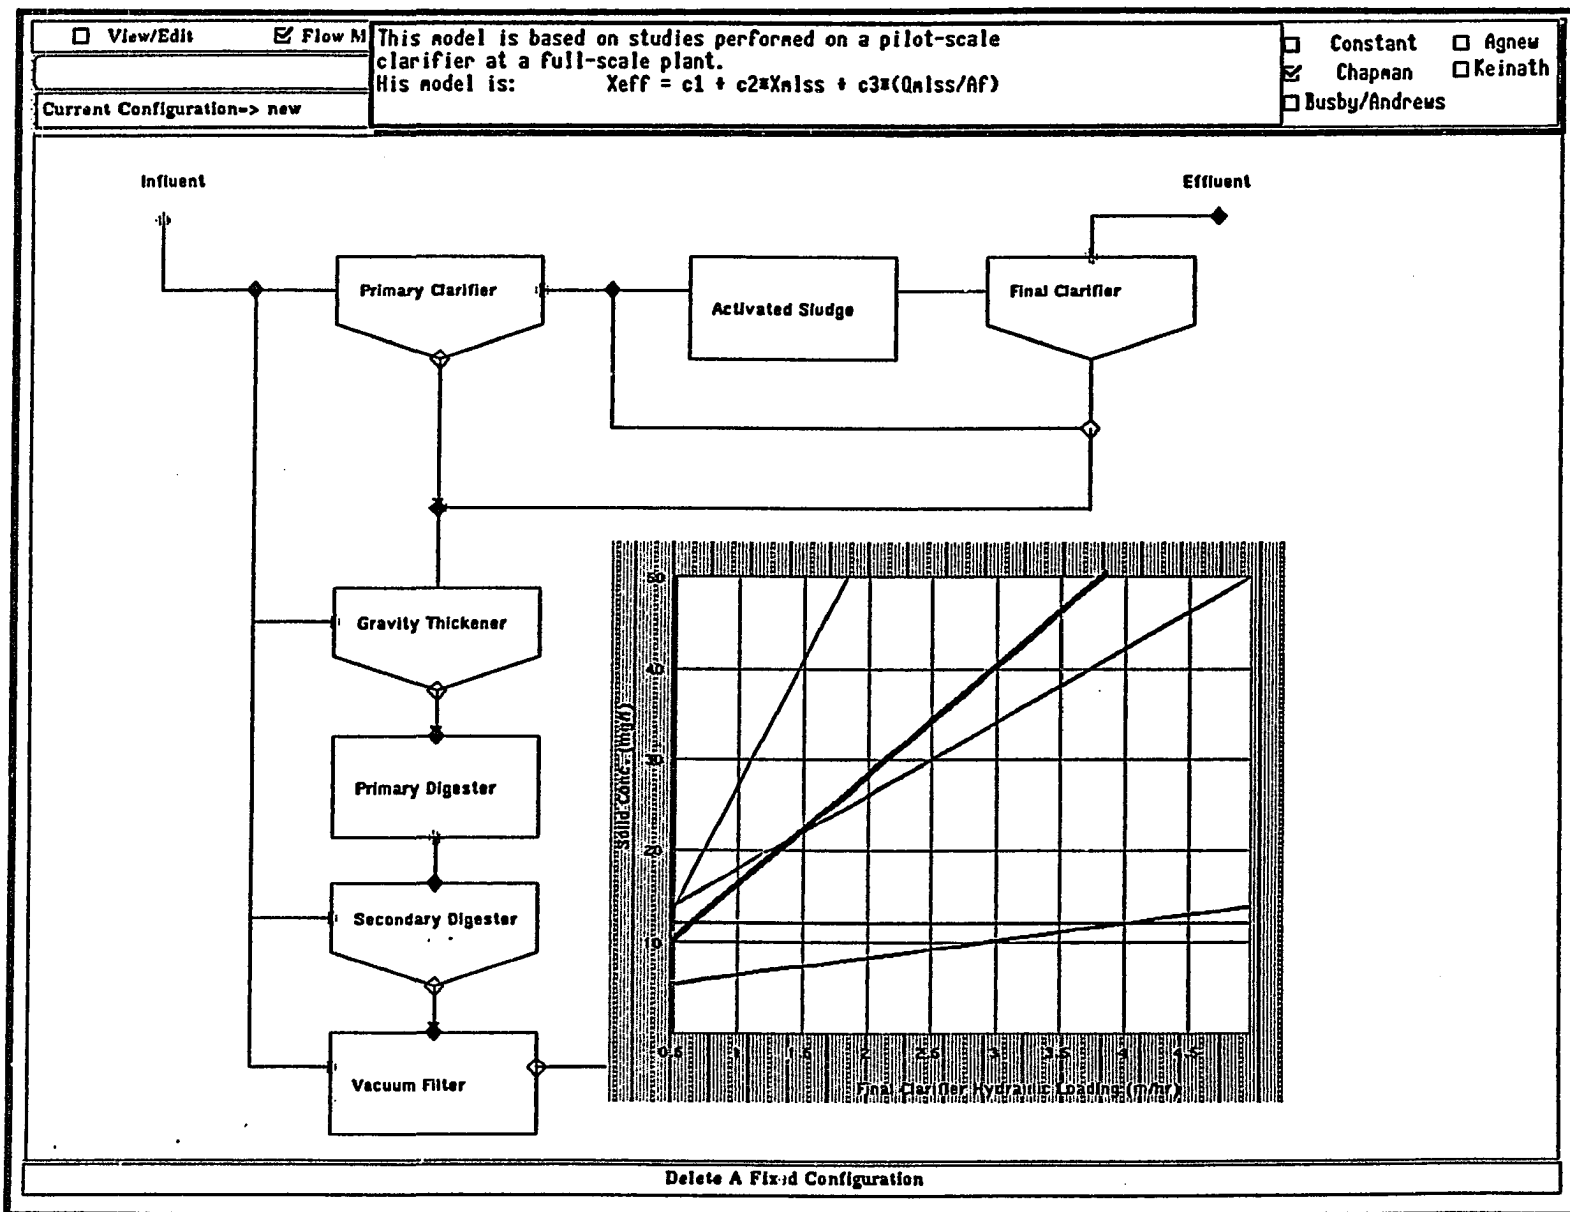 View/Edit
Flow M
This model is based on studies performed on a pilot-scale
clarifier at a full-scale plant.
His model is: Xeff = c1 + c2*Xmlss + c3*(Qmlss/Af)
Constant
Agnew
Chapman
Keinath
Busby/Andrews
Current Configuration=> new
Influent
Effluent
Primary Clarifier
Activated Sludge
Final Clarifier
Gravity Thickener
Primary Digester
Secondary Digester
Vacuum Filter
50
40
30
20
10
Solid Conc. (mg/l)
0.5 1 1.5 2 2.5 3 3.5 4 4.5
Final Clarifier Hydraulic Loading (m/hr)
Delete A Fixed Configuration